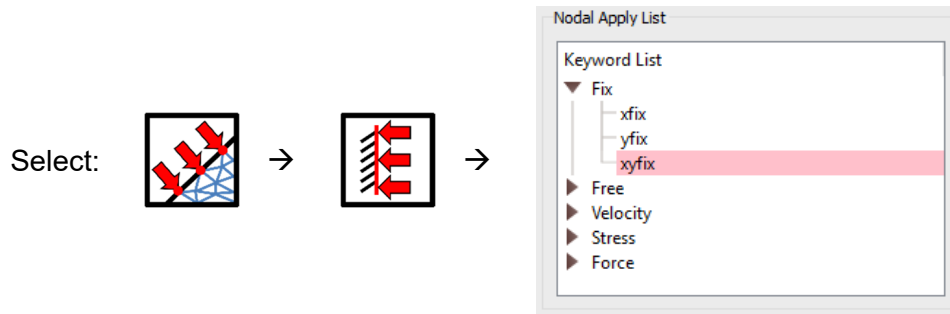 Nodal Apply List
Keyword List
Fix
xfix
yfix
xyfix
Free
Velocity
Stress
Force
Select: → →